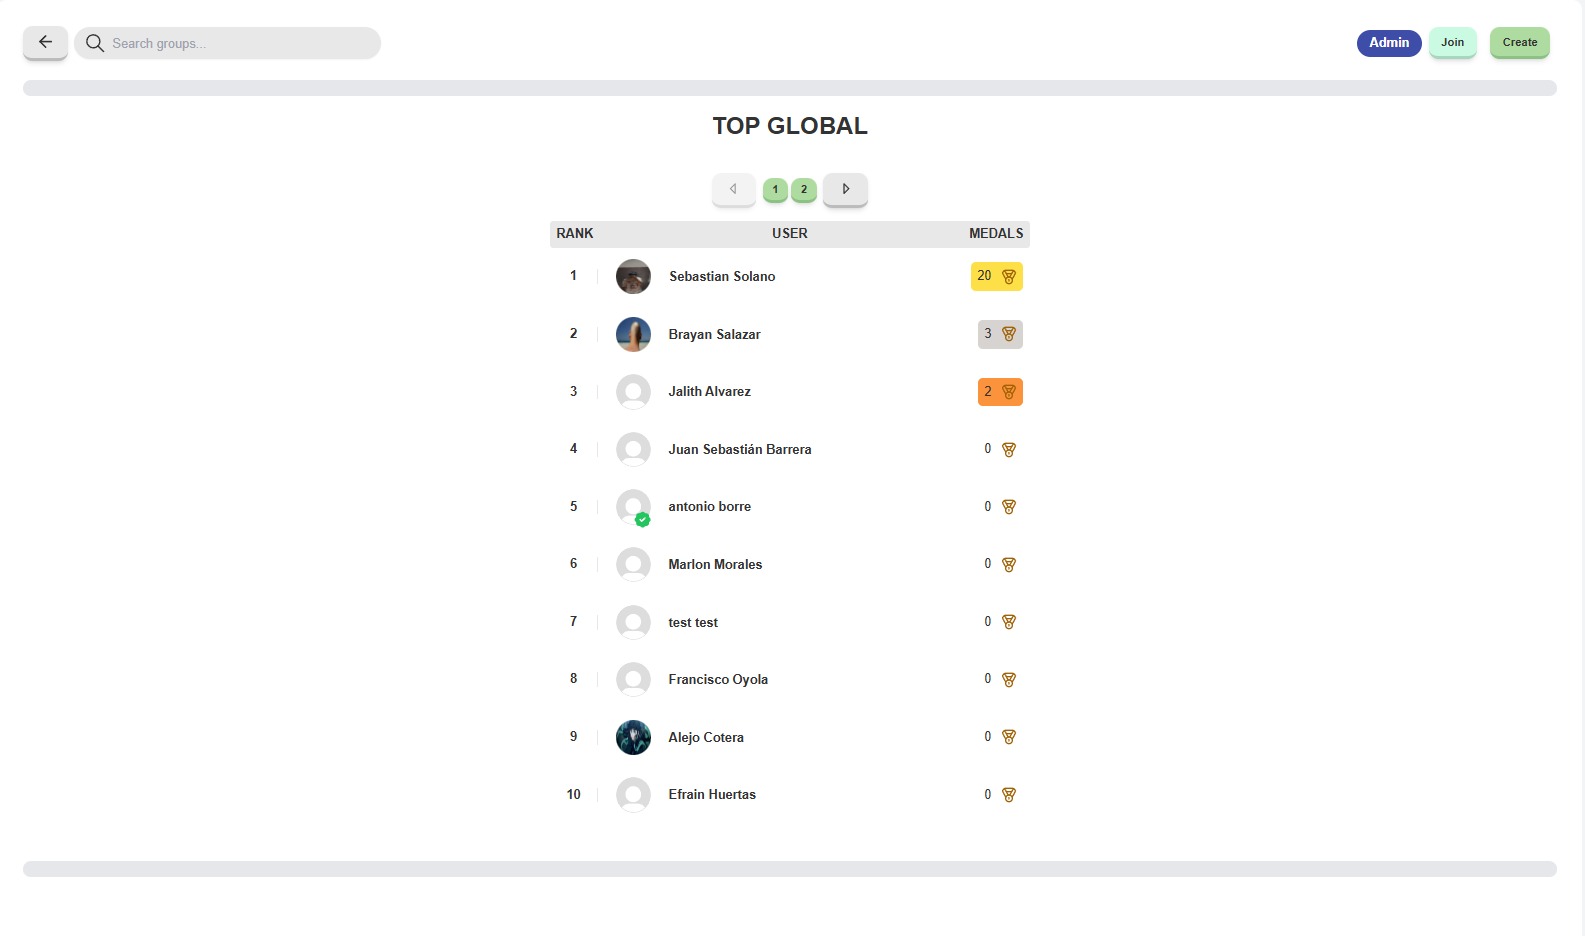 Search groups...
Admin
Join
Create
TOP GLOBAL
1 2
RANK USER MEDALS
1 Sebastian Solano 20
2 Brayan Salazar 3
3 Jalith Alvarez 2
4 Juan Sebastián Barrera 0
5 antonio borre 0
6 Marlon Morales 0
7 test test 0
8 Francisco Oyola 0
9 Alejo Cotera 0
10 Efrain Huertas 0